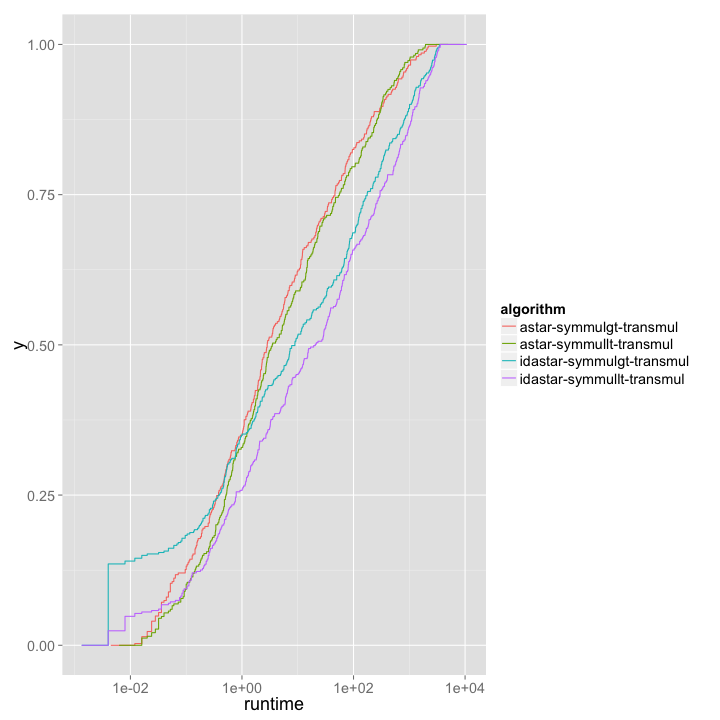 1.00
0.75
0.50
0.25
0.00
y
1e-02
1e+00
1e+02
1e+04
runtime
algorithm
astar-symmulgt-transmul
astar-symmullt-transmul
idastar-symmulgt-transmul
idastar-symmullt-transmul